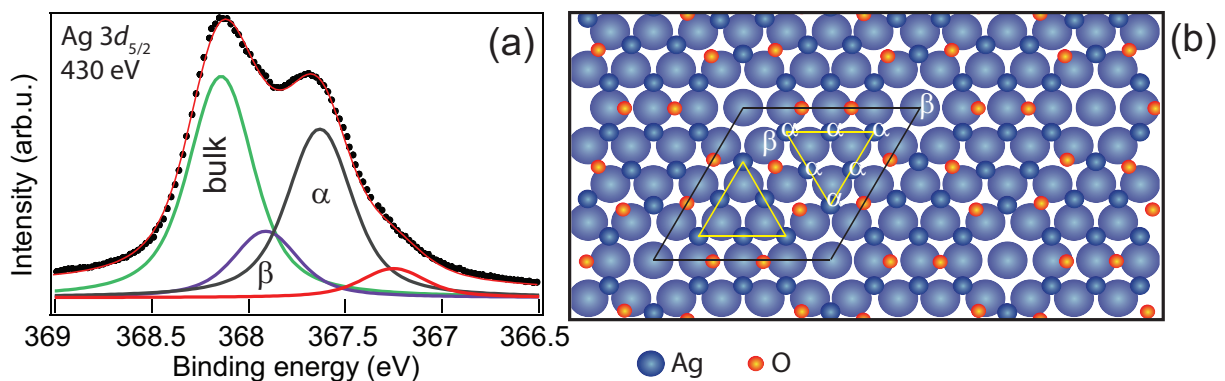 Ag 3d5/2
430 eV
(a)
bulk
α
β
Intensity (arb.u.)
369 368.5 368 367.5 367 366.5
Binding energy (eV)
(b)
β
α α α
β
α α
α
Ag O